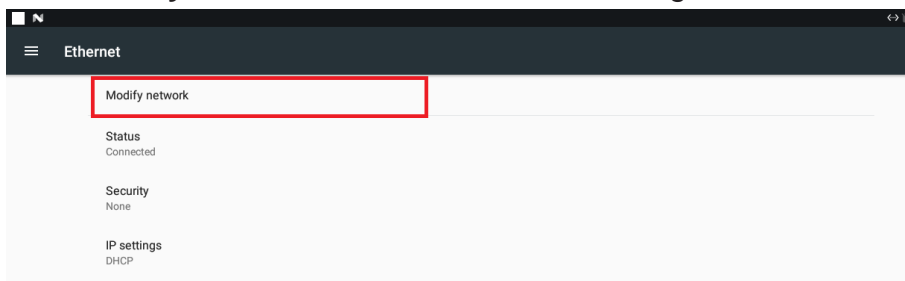 Ethernet
Modify network
Status
Connected
Security
None
IP settings
DHCP